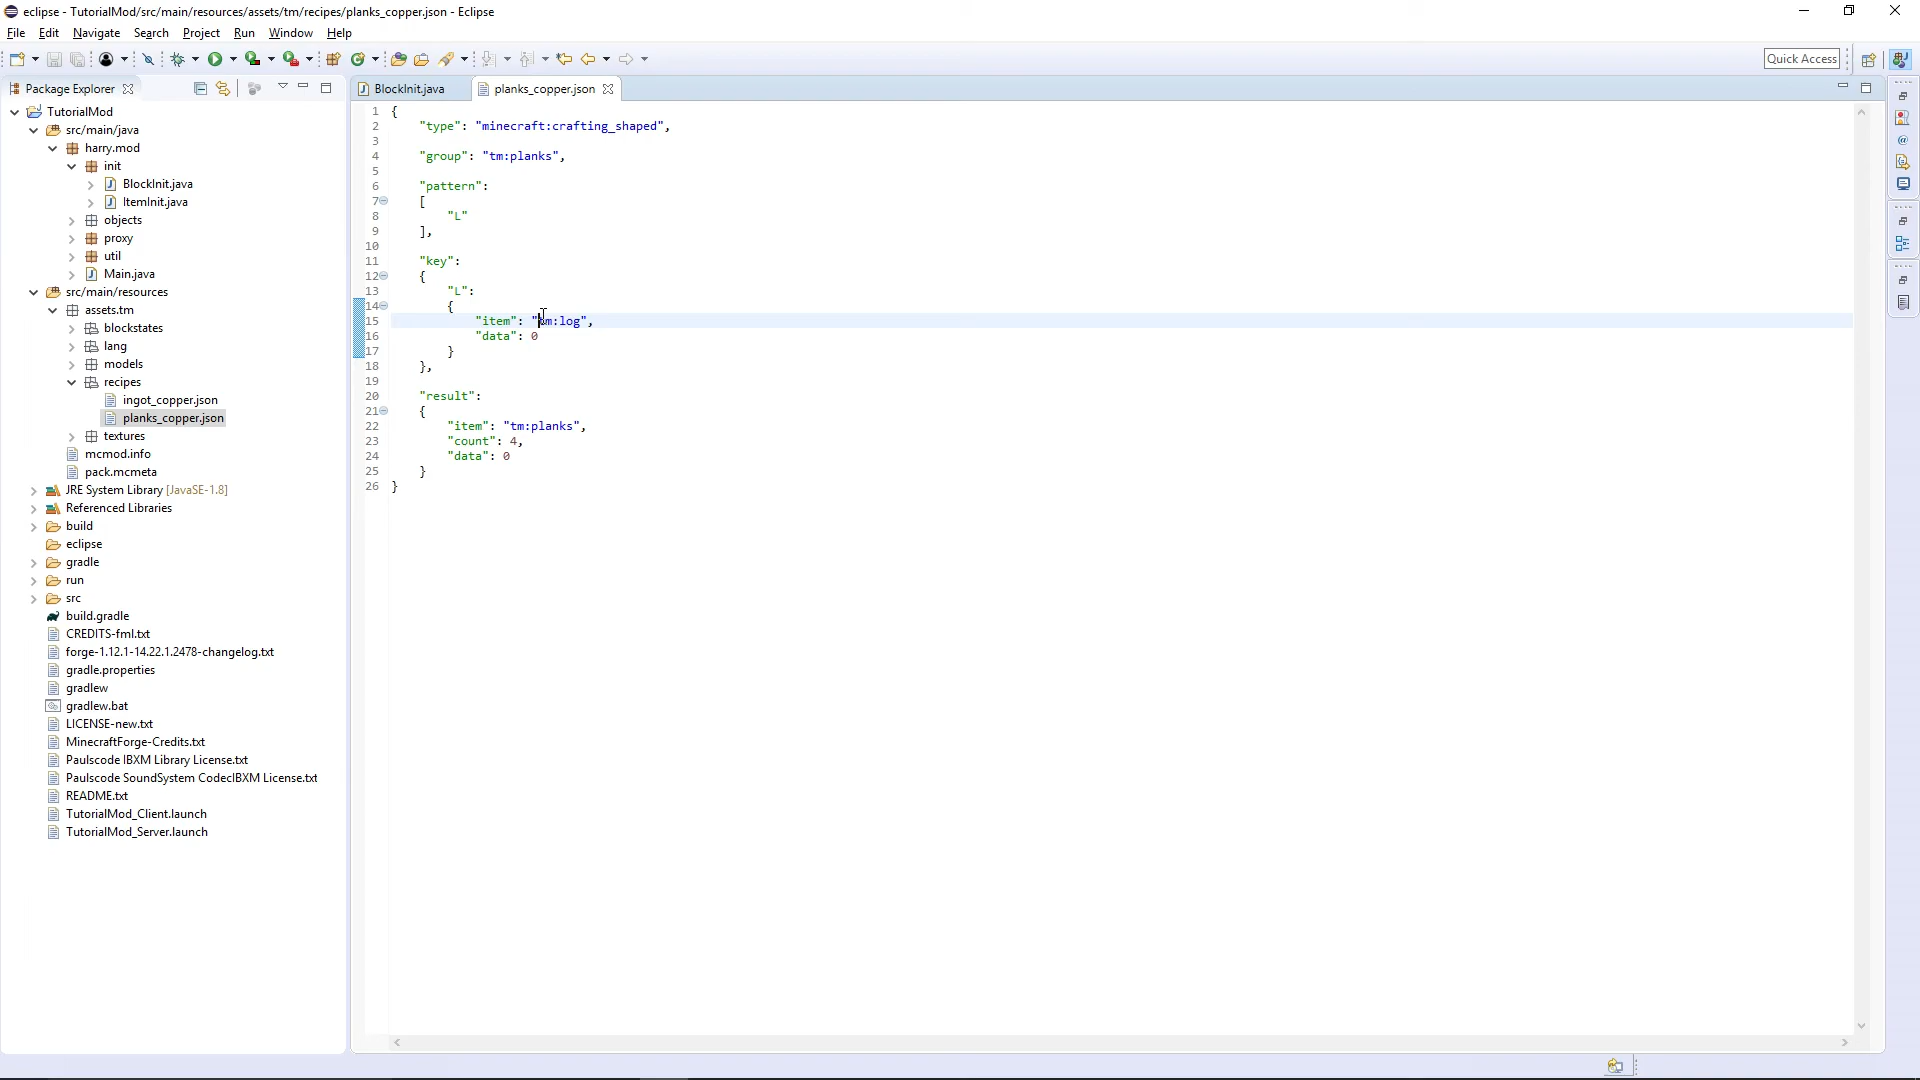 eclipse - TutorialMod/src/main/resources/assets/tm/recipes/planks_copper.json - Eclipse
File Edit Navigate Search Project Run Window Help
Quick Access
Package Explorer
BlockInit.java
planks_copper.json
TutorialMod
src/main/java
harry.mod
init
BlockInit.java
ItemInit.java
objects
proxy
util
Main.java
src/main/resources
assets.tm
blockstates
lang
models
recipes
ingot_copper.json
planks_copper.json
textures
mcmod.info
pack.mcmeta
JRE System Library [JavaSE-1.8]
Referenced Libraries
build
eclipse
gradle
run
src
build.gradle
CREDITS-fml.txt
forge-1.12.1-14.22.1.2478-changelog.txt
gradle.properties
gradlew
gradlew.bat
LICENSE-new.txt
MinecraftForge-Credits.txt
Paulscode IBXM Library License.txt
Paulscode SoundSystem CodecIBXM License.txt
README.txt
TutorialMod_Client.launch
TutorialMod_Server.launch
1 {
2 "type": "minecraft:crafting_shaped",
3
4 "group": "tm:planks",
5
6 "pattern":
7 [
8 "L"
9 ],
10
11 "key":
12 {
13 "L":
14 {
15 "item": "tm:log",
16 "data": 0
17 }
18 },
19
20 "result":
21 {
22 "item": "tm:planks",
23 "count": 4,
24 "data": 0
25 }
26 }